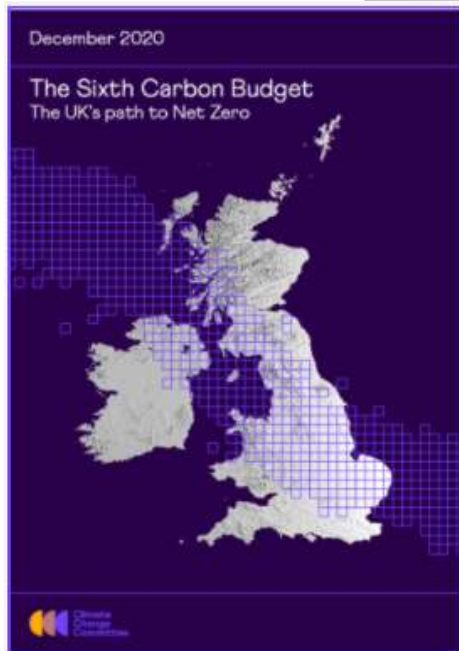 December 2020
The Sixth Carbon Budget
The UK's path to Net Zero
Climate
Change
Committee